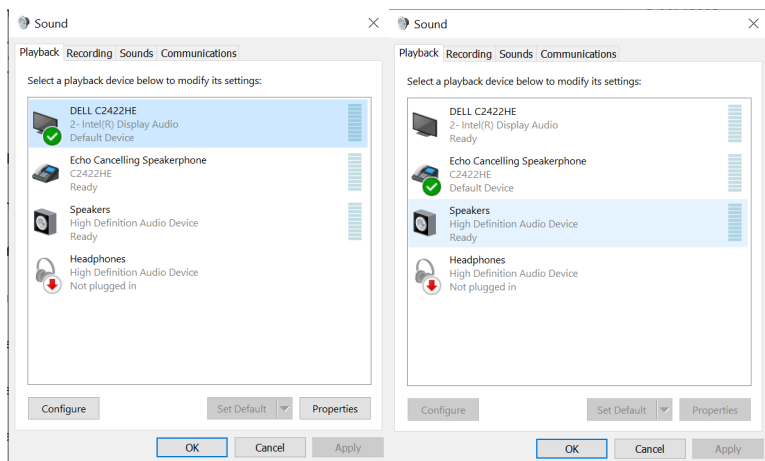 Sound
Playback Recording Sounds Communications
Select a playback device below to modify its settings:
DELL C2422HE
2- Intel(R) Display Audio
Default Device
Echo Cancelling Speakerphone
C2422HE
Ready
Speakers
High Definition Audio Device
Ready
Headphones
High Definition Audio Device
Not plugged in
Configure Set Default Properties
OK Cancel Apply
Sound
Playback Recording Sounds Communications
Select a playback device below to modify its settings:
DELL C2422HE
2- Intel(R) Display Audio
Ready
Echo Cancelling Speakerphone
C2422HE
Default Device
Speakers
High Definition Audio Device
Ready
Headphones
High Definition Audio Device
Not plugged in
Configure Set Default Properties
OK Cancel Apply